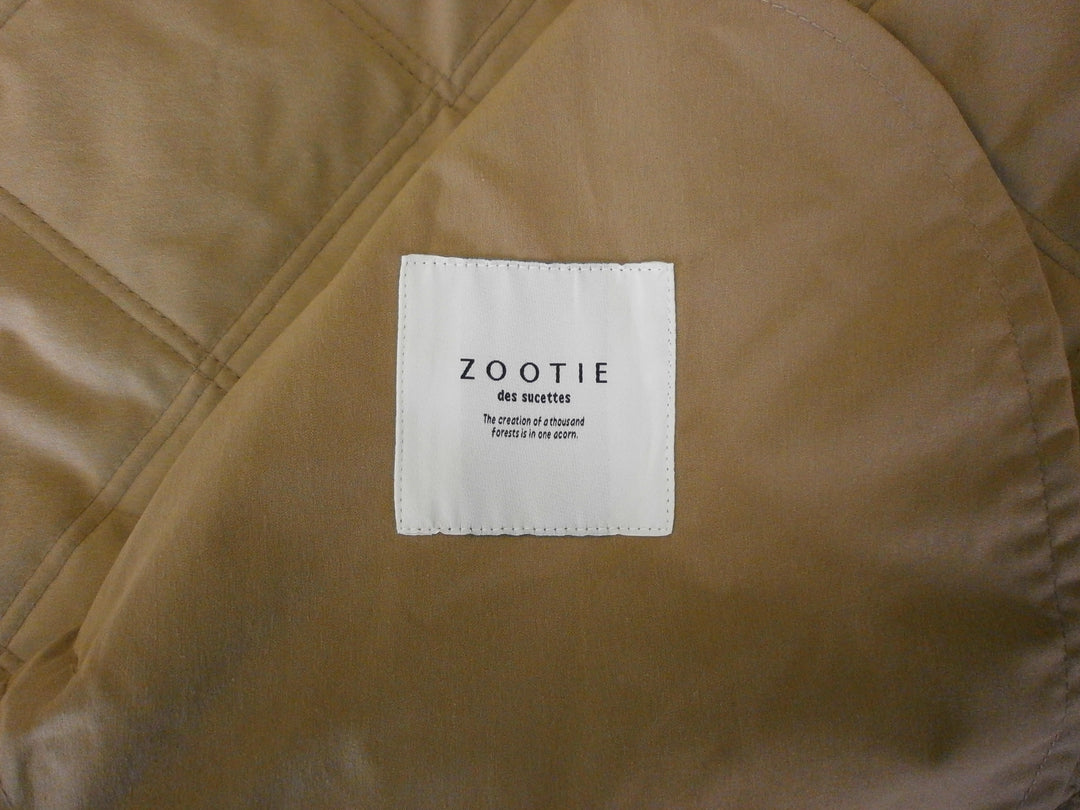 ZOOTIE
des sucettes
The creation of a thousand
forests is in one acorn.